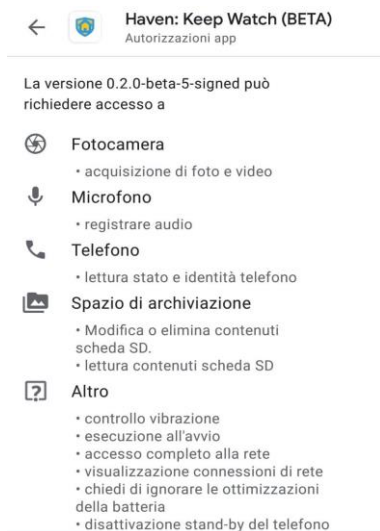 Haven: Keep Watch (BETA)
Autorizzazioni app
La versione 0.2.0-beta-5-signed può
richiedere accesso a
Fotocamera
• acquisizione di foto e video
Microfono
• registrare audio
Telefono
• lettura stato e identità telefono
Spazio di archiviazione
• Modifica o elimina contenuti
scheda SD.
• lettura contenuti scheda SD
Altro
• controllo vibrazione
• esecuzione all'avvio
• accesso completo alla rete
• visualizzazione connessioni di rete
• chiedi di ignorare le ottimizzazioni
della batteria
• disattivazione stand-by del telefono